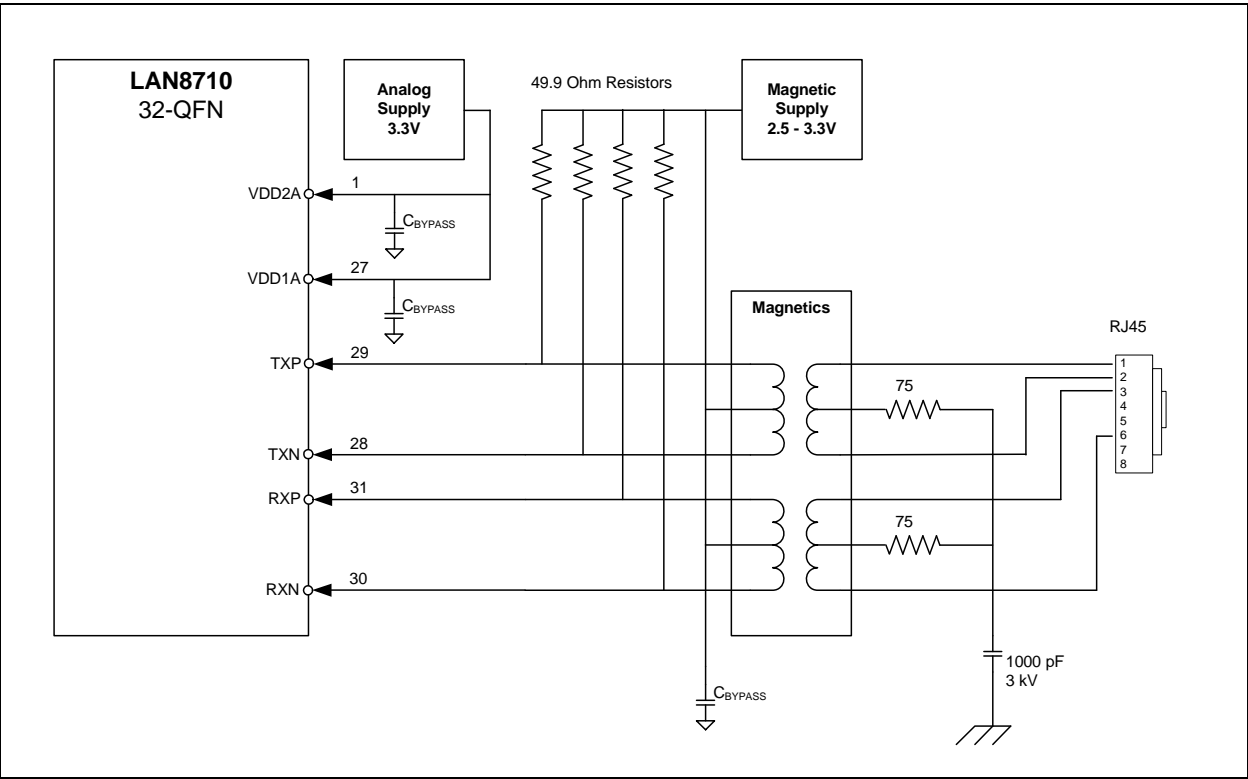 LAN8710
32-QFN
Analog
Supply
3.3V
49.9 Ohm Resistors
Magnetic
Supply
2.5 - 3.3V
VDD2A
1
CBYPASS
VDD1A
27
CBYPASS
Magnetics
RJ45
TXP
29
75
1
2
3
4
5
6
7
8
TXN
28
RXP
31
75
RXN
30
1000 pF
3 kV
CBYPASS